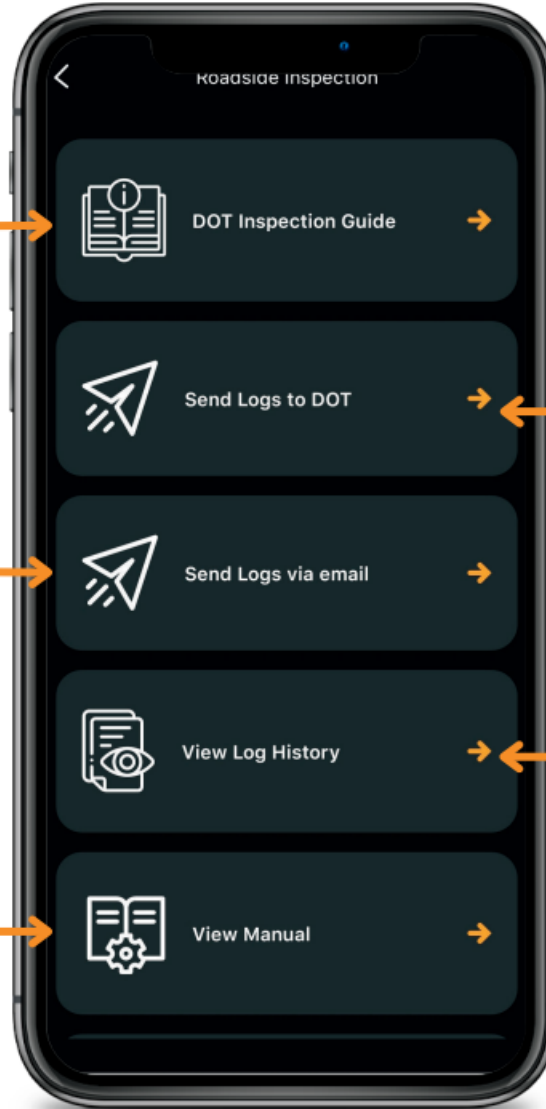 Roadside Inspection
DOT Inspection Guide
Send Logs to DOT
Send Logs via email
View Log History
View Manual